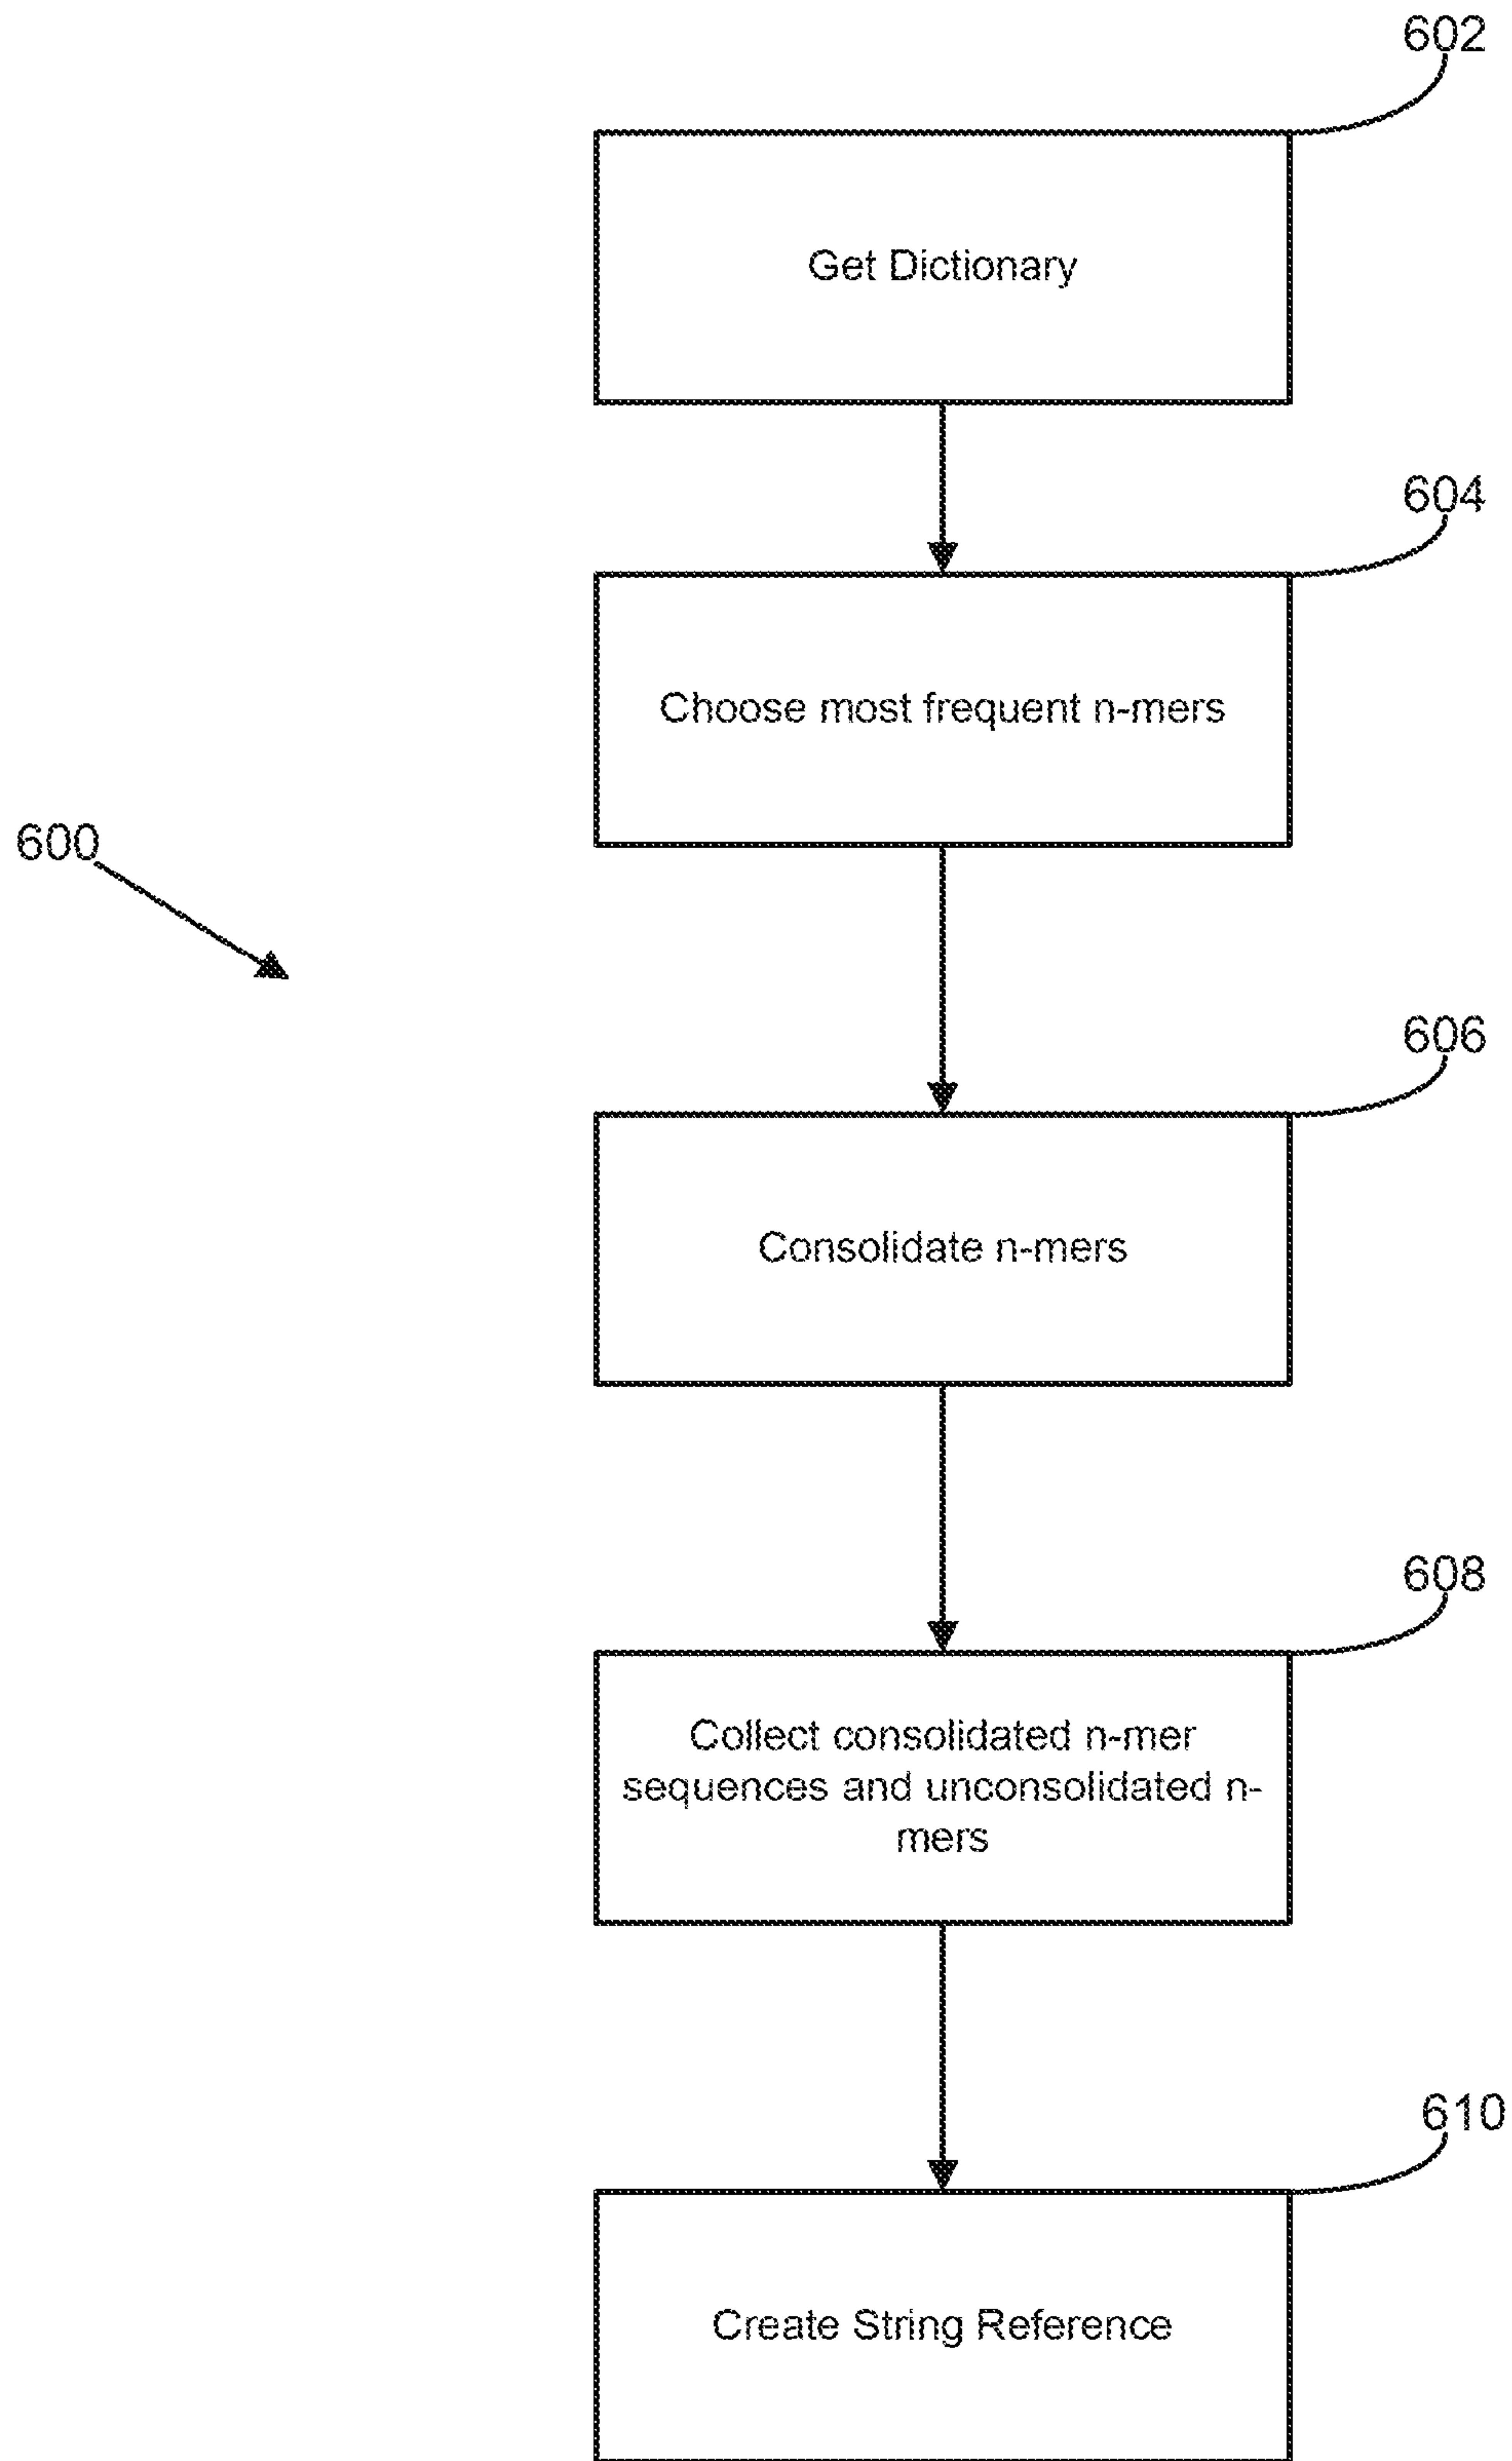 602
Get Dictionary
604
Choose most frequent n-mers
600
606
Consolidate n-mers
608
Collect consolidated n-mer
sequences and unconsolidated n-
mers
610
Create String Reference